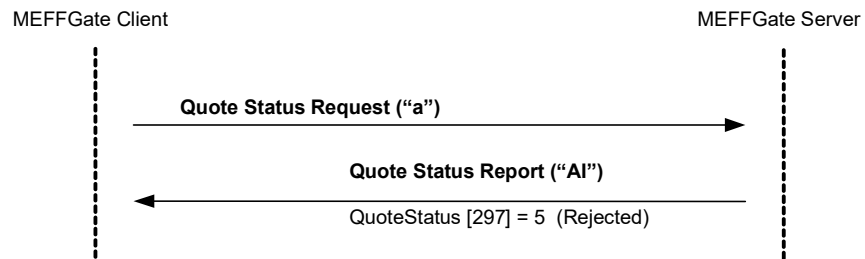 MEFFGate Client
MEFFGate Server
Quote Status Request (“a”)
Quote Status Report (“AI”)
QuoteStatus [297] = 5 (Rejected)